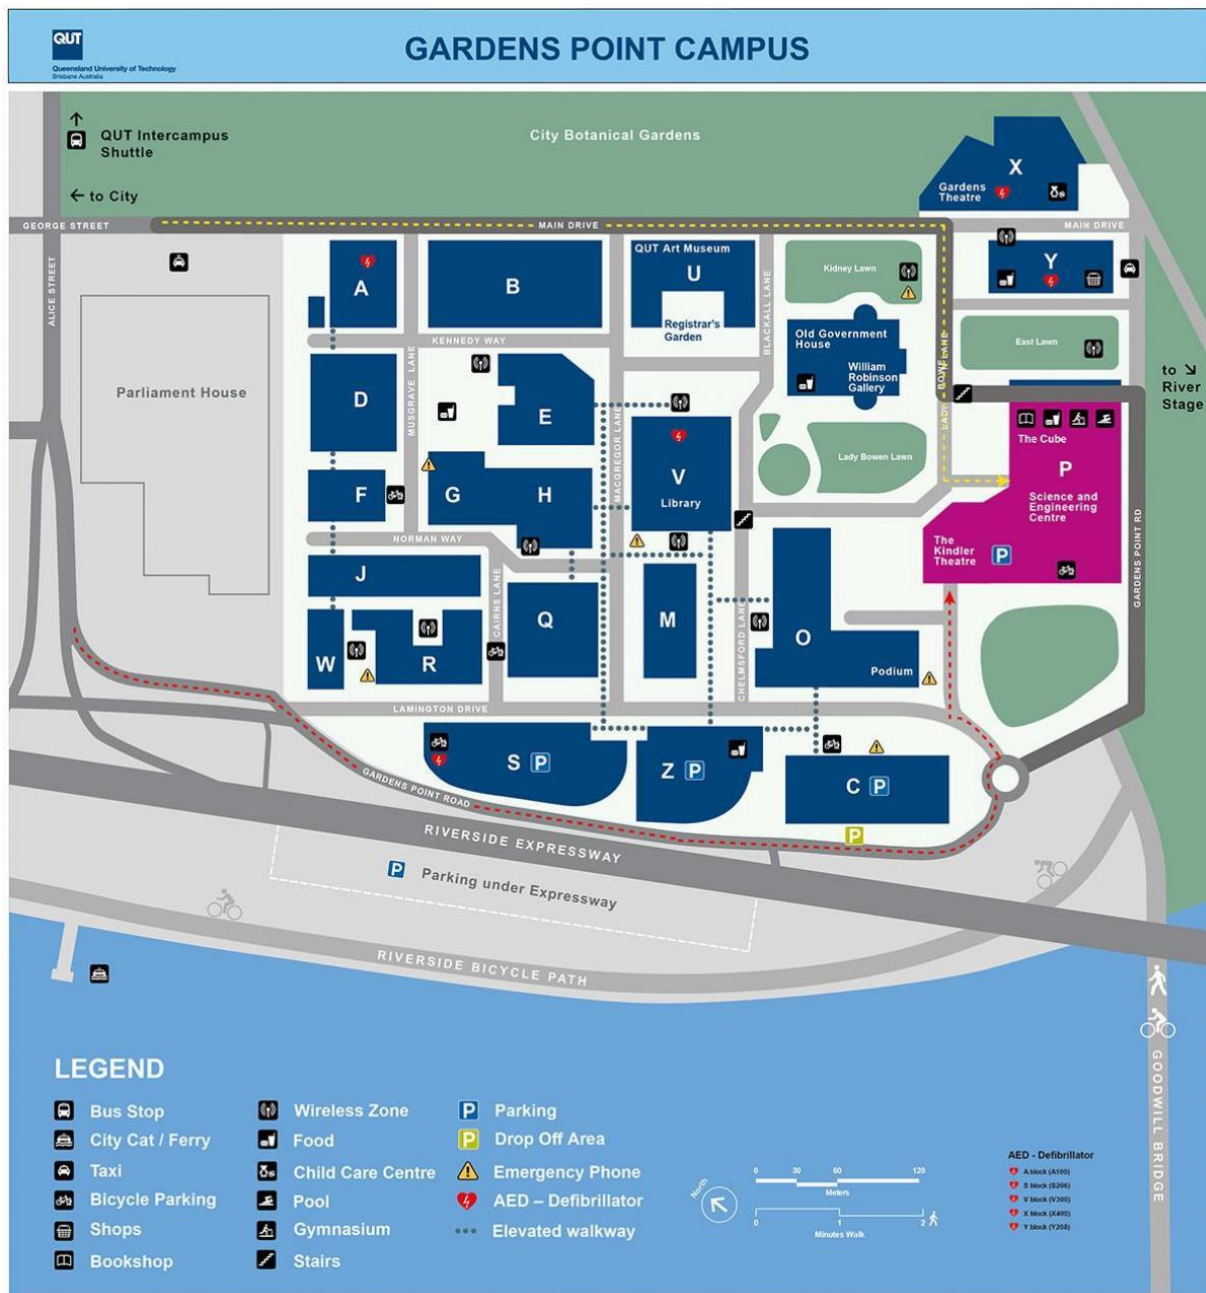 QUT
Queensland University of Technology
Brisbane Australia
GARDENS POINT CAMPUS
QUT Intercampus
Shuttle
City Botanical Gardens
to City
X
Gardens
Theatre
GEORGE STREET
MAIN DRIVE
MAIN DRIVE
ALICE STREET
A
B
QUT Art Museum
U
Registrar's
Garden
BLACKALL LANE
Kidney Lawn
Y
KENNEDY WAY
Old Government
House
William
Robinson
Gallery
LADY BOWEN LANE
East Lawn
to
River
Stage
Parliament House
D
MUSGRAVE LANE
E
MACGREGOR LANE
The Cube
P
Science and
Engineering
Centre
V
Library
Lady Bowen Lawn
F
G
H
NORMAN WAY
The
Kindler
Theatre
P
GARDENS POINT RD
J
CAIRNS LANE
Q
M
CHELMSFORD LANE
O
W
R
Podium
LAMINGTON DRIVE
S P
Z P
C P
GARDENS POINT ROAD
P
RIVERSIDE EXPRESSWAY
P Parking under Expressway
RIVERSIDE BICYCLE PATH
GOODWILL BRIDGE
LEGEND
Bus Stop
City Cat / Ferry
Taxi
Bicycle Parking
Shops
Bookshop
Wireless Zone
Food
Child Care Centre
Pool
Gymnasium
Stairs
P Parking
P Drop Off Area
Emergency Phone
AED – Defibrillator
Elevated walkway
North
0 30 60 120
Meters
0 1 2
Minutes Walk
AED - Defibrillator
A block (A100)
S block (S206)
V block (V300)
X block (X400)
Y block (Y208)